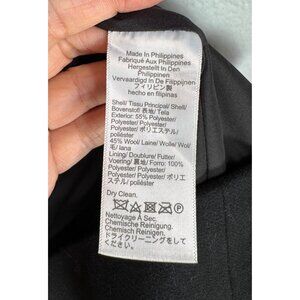 Made In Philippines
Fabriqué Aux Philippines
Hergestellt In Den
Philippinen
Vervaardigd In De Filipijnen
フィリピン製
hecho en filipinas
Shell/ Tissu Principal/ Shell/
Bovenstof/ 表地/ Tela
Exterior: 55% Polyester/
Polyester/ Polyester/
Polyester/ ポリエステル/
poliéster
45% Wool/ Laine/ Wolle/ Wol/
毛/ lana
Lining/ Doublure/ Futter/
Voering/ 裏地/ Forro: 100%
Polyester/ Polyester/
Polyester/ Polyester/ ポリエ
ステル/ poliéster
Dry Clean.
Nettoyage À Sec.
Chemische Reinigung.
Chemisch Reinigen.
ドライクリーニングをして
ください